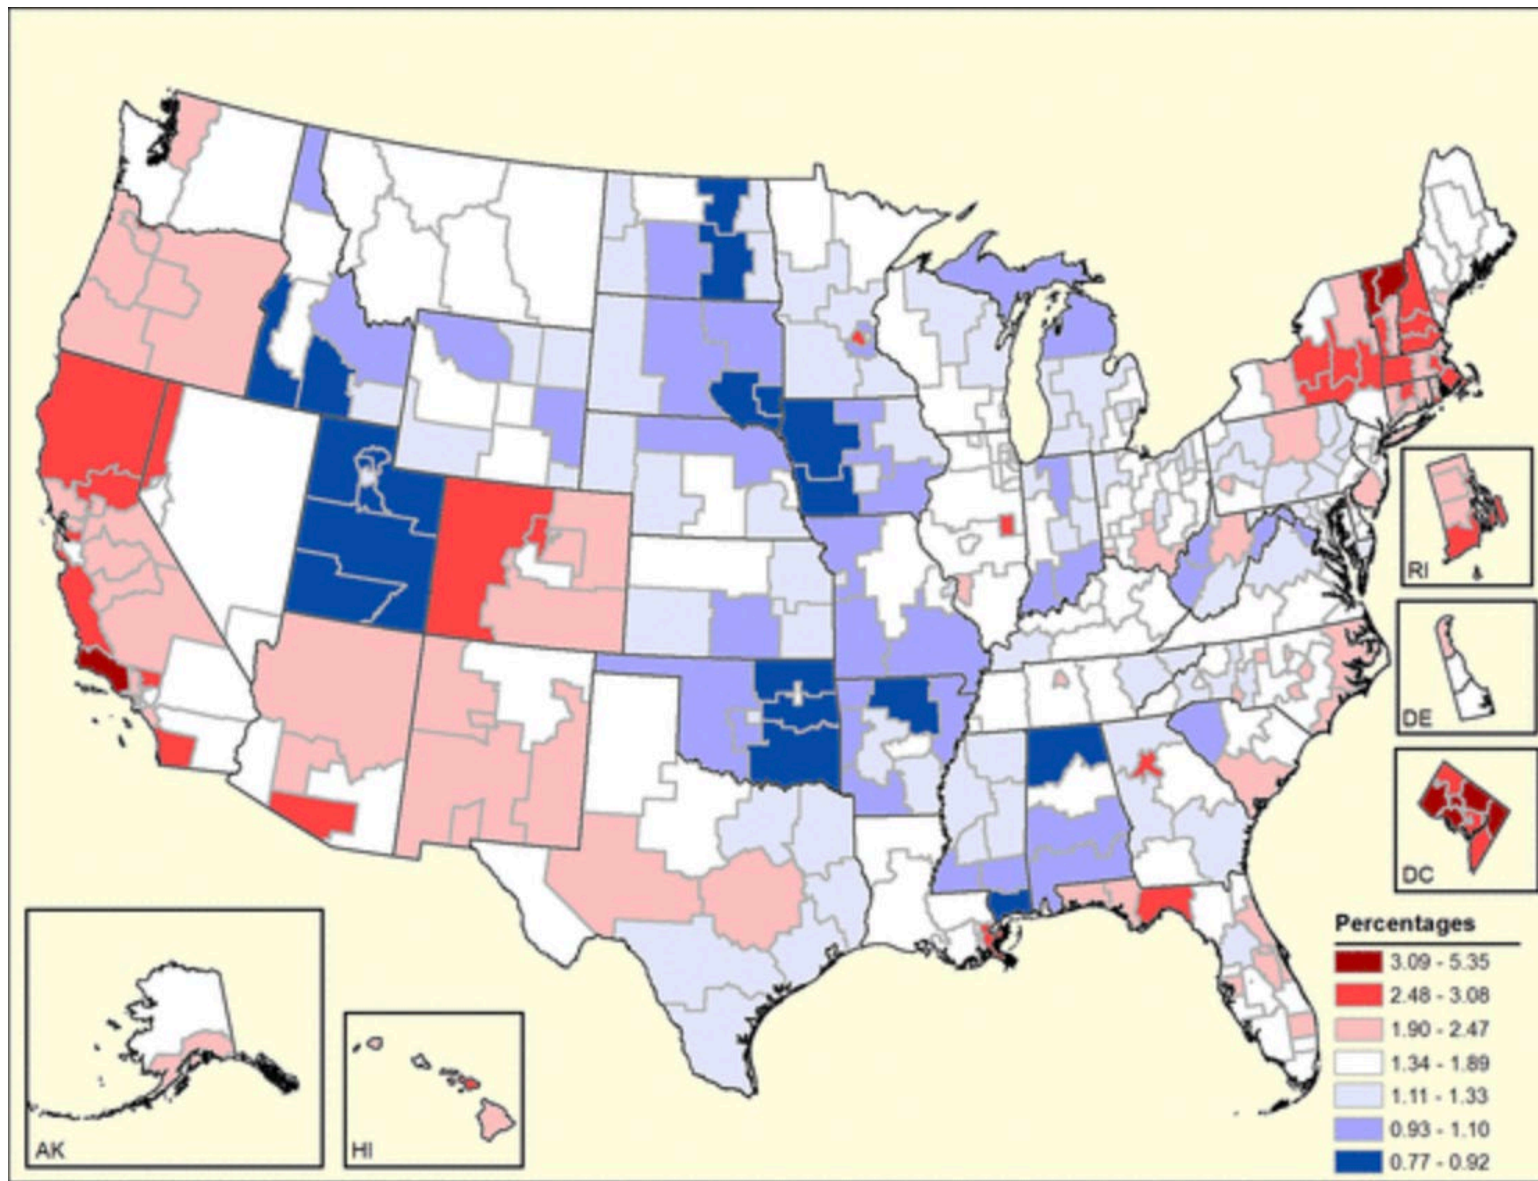 RI
DE
DC
AK
HI
Percentages
3.09 - 5.35
2.48 - 3.08
1.90 - 2.47
1.34 - 1.89
1.11 - 1.33
0.93 - 1.10
0.77 - 0.92